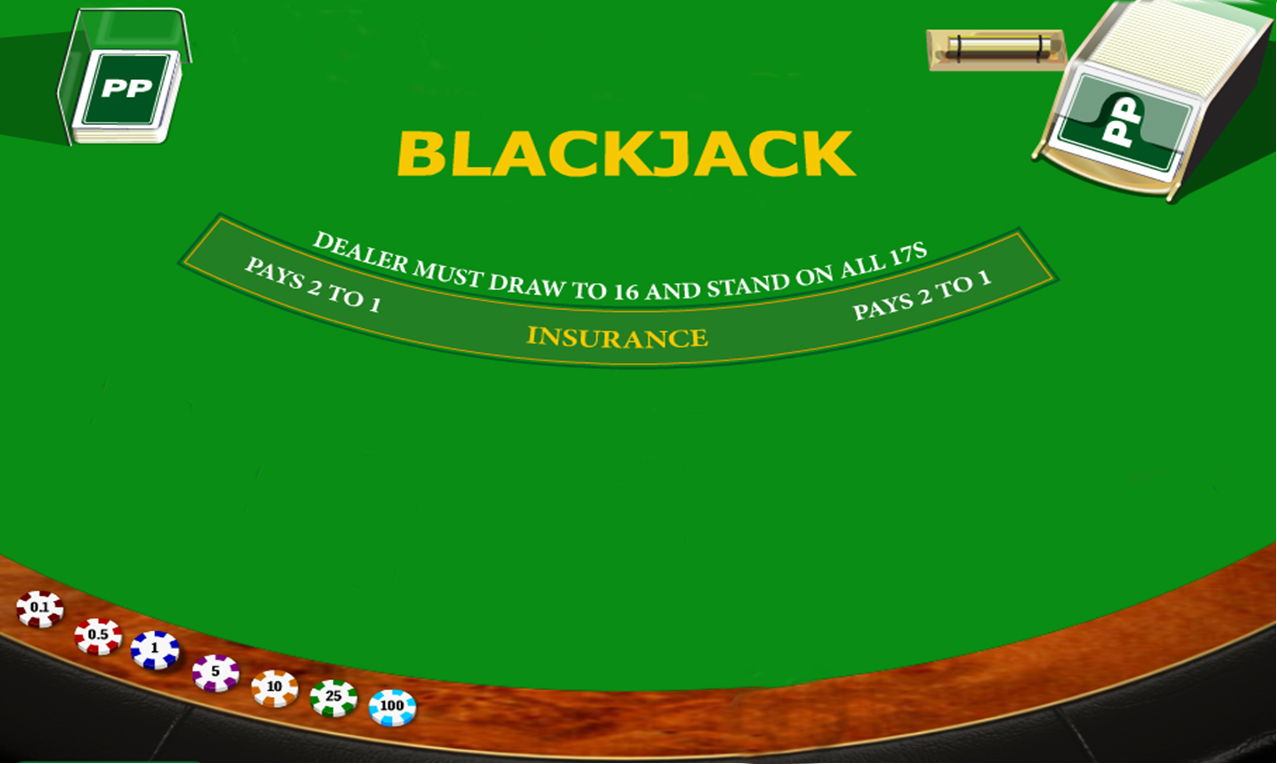 PP
PP
BLACKJACK
DEALER MUST DRAW TO 16 AND STAND ON ALL 17S
PAYS 2 TO 1
INSURANCE
PAYS 2 TO 1
0.1
0.5
1
5
10
25
100